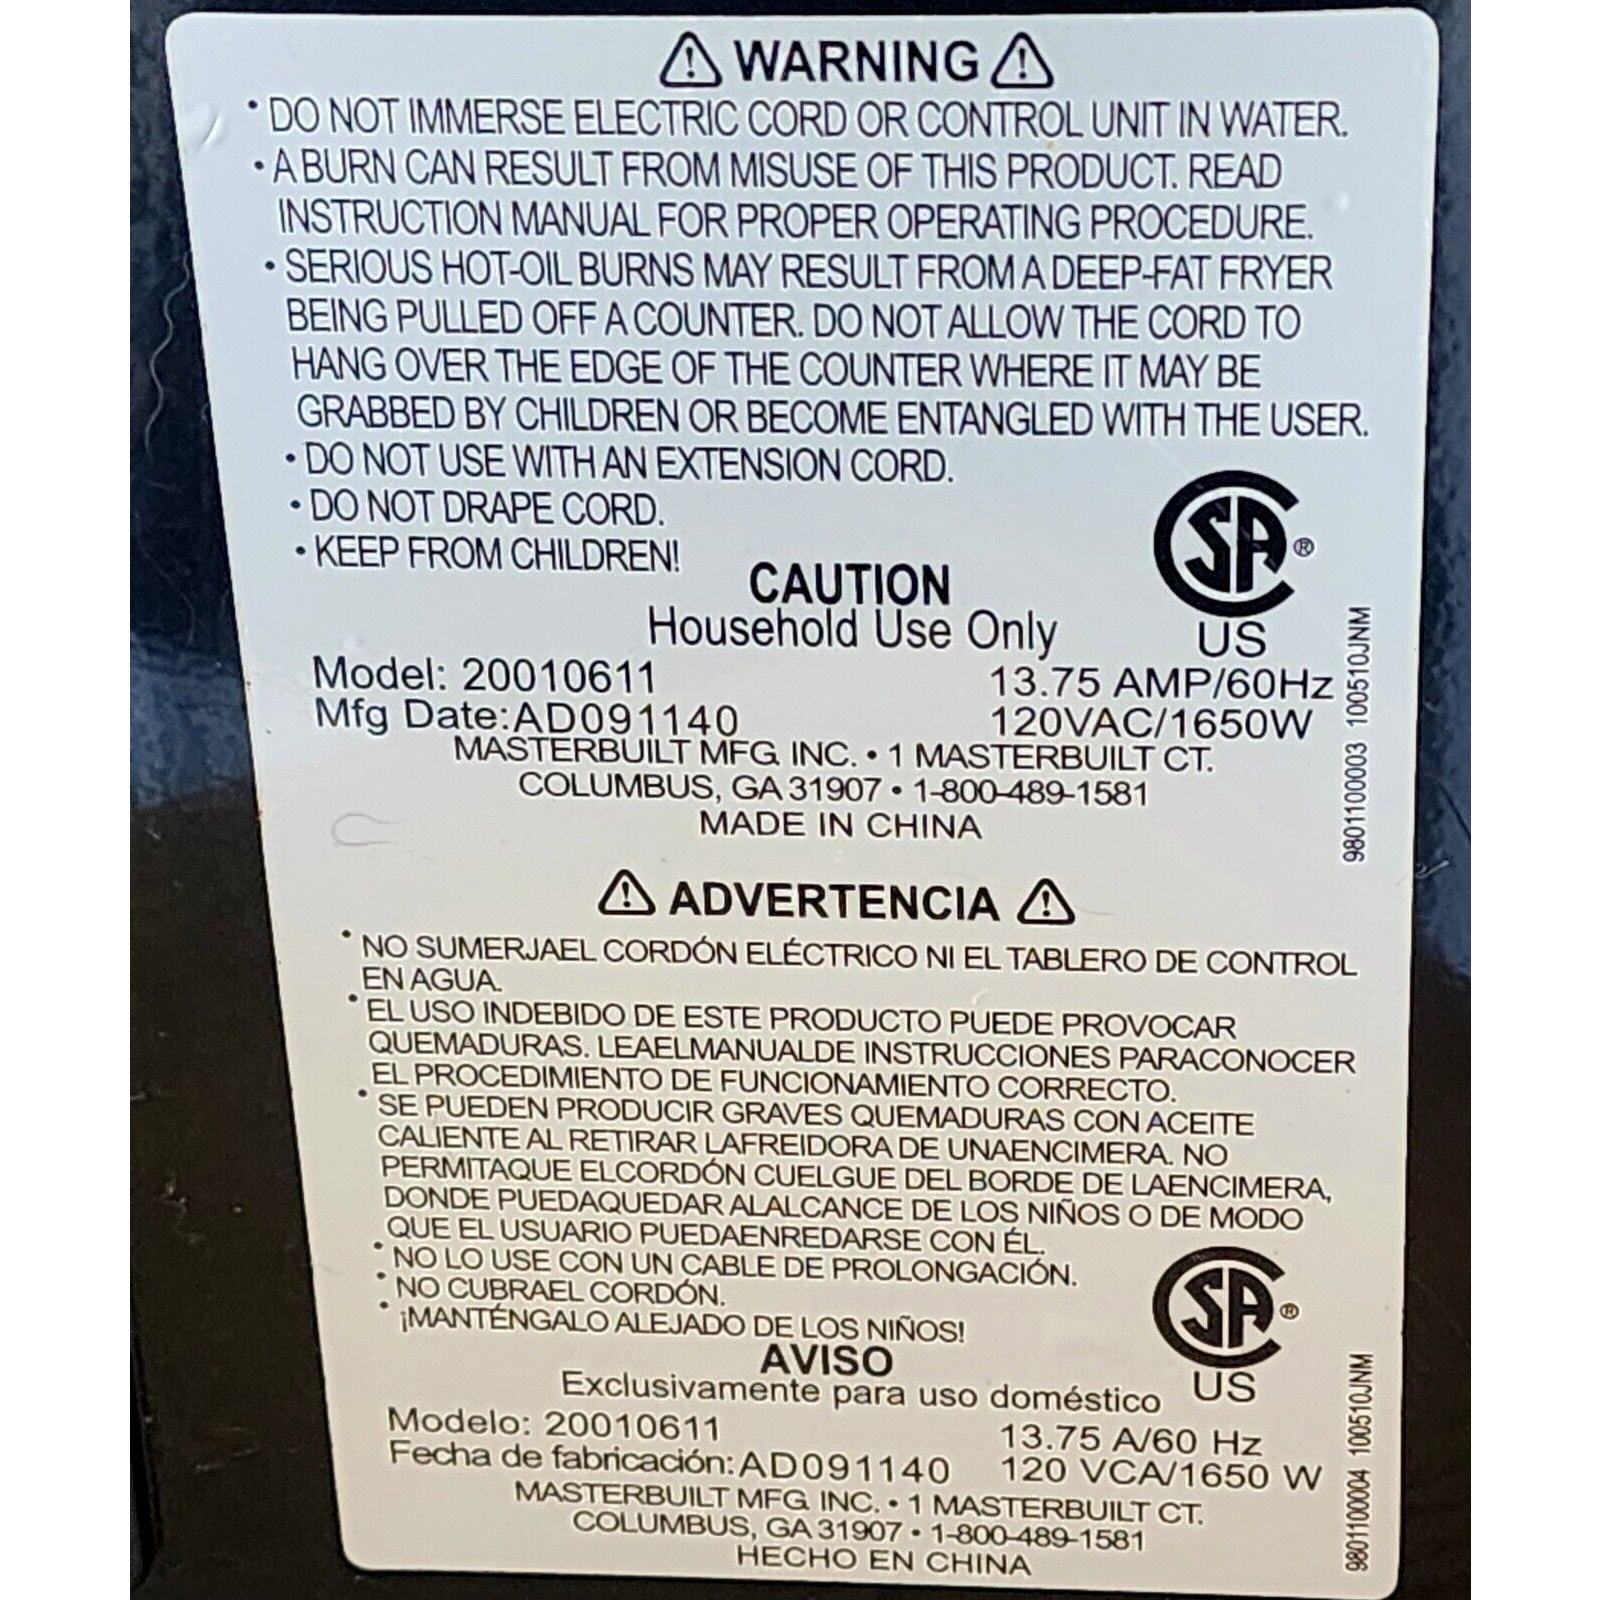 WARNING
• DO NOT IMMERSE ELECTRIC CORD OR CONTROL UNIT IN WATER.
• A BURN CAN RESULT FROM MISUSE OF THIS PRODUCT. READ
INSTRUCTION MANUAL FOR PROPER OPERATING PROCEDURE.
• SERIOUS HOT-OIL BURNS MAY RESULT FROM A DEEP-FAT FRYER
BEING PULLED OFF A COUNTER. DO NOT ALLOW THE CORD TO
HANG OVER THE EDGE OF THE COUNTER WHERE IT MAY BE
GRABBED BY CHILDREN OR BECOME ENTANGLED WITH THE USER.
• DO NOT USE WITH AN EXTENSION CORD.
• DO NOT DRAPE CORD.
• KEEP FROM CHILDREN!
CAUTION
Household Use Only
SA ®
US
Model: 20010611 13.75 AMP/60Hz
Mfg Date:AD091140 120VAC/1650W
MASTERBUILT MFG. INC. • 1 MASTERBUILT CT.
COLUMBUS, GA 31907 • 1-800-489-1581
MADE IN CHINA
9801100003 100510JNM
ADVERTENCIA
• NO SUMERJAEL CORDÓN ELÉCTRICO NI EL TABLERO DE CONTROL
EN AGUA.
• EL USO INDEBIDO DE ESTE PRODUCTO PUEDE PROVOCAR
QUEMADURAS. LEAELMANUALDE INSTRUCCIONES PARACONOCER
EL PROCEDIMIENTO DE FUNCIONAMIENTO CORRECTO.
• SE PUEDEN PRODUCIR GRAVES QUEMADURAS CON ACEITE
CALIENTE AL RETIRAR LAFREIDORA DE UNAENCIMERA. NO
PERMITAQUE ELCORDÓN CUELGUE DEL BORDE DE LAENCIMERA,
DONDE PUEDAQUEDAR ALALCANCE DE LOS NIÑOS O DE MODO
QUE EL USUARIO PUEDAENREDARSE CON ÉL.
• NO LO USE CON UN CABLE DE PROLONGACIÓN.
• NO CUBRAEL CORDÓN.
• ¡MANTÉNGALO ALEJADO DE LOS NIÑOS!
AVISO
Exclusivamente para uso doméstico
SA ®
US
Modelo: 20010611 13.75 A/60 Hz
Fecha de fabricación:AD091140 120 VCA/1650 W
MASTERBUILT MFG. INC. • 1 MASTERBUILT CT.
COLUMBUS, GA 31907 • 1-800-489-1581
HECHO EN CHINA
9801100004 100510JNM